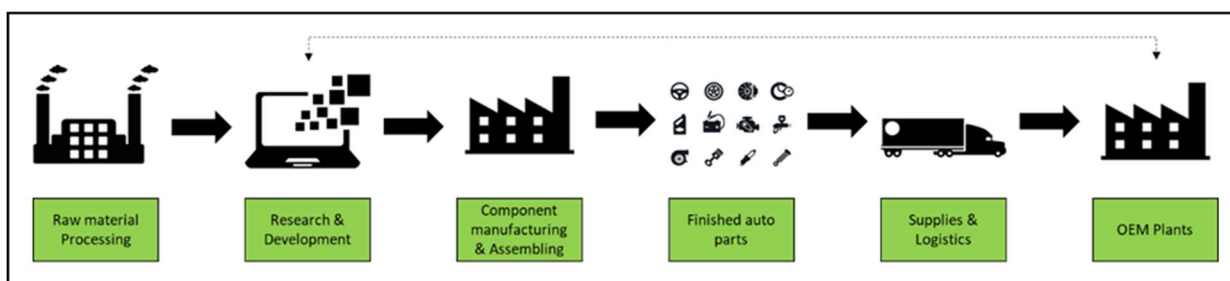 Raw material
Processing
Research &
Development
Component
manufacturing
& Assembling
Finished auto
parts
Supplies &
Logistics
OEM Plants